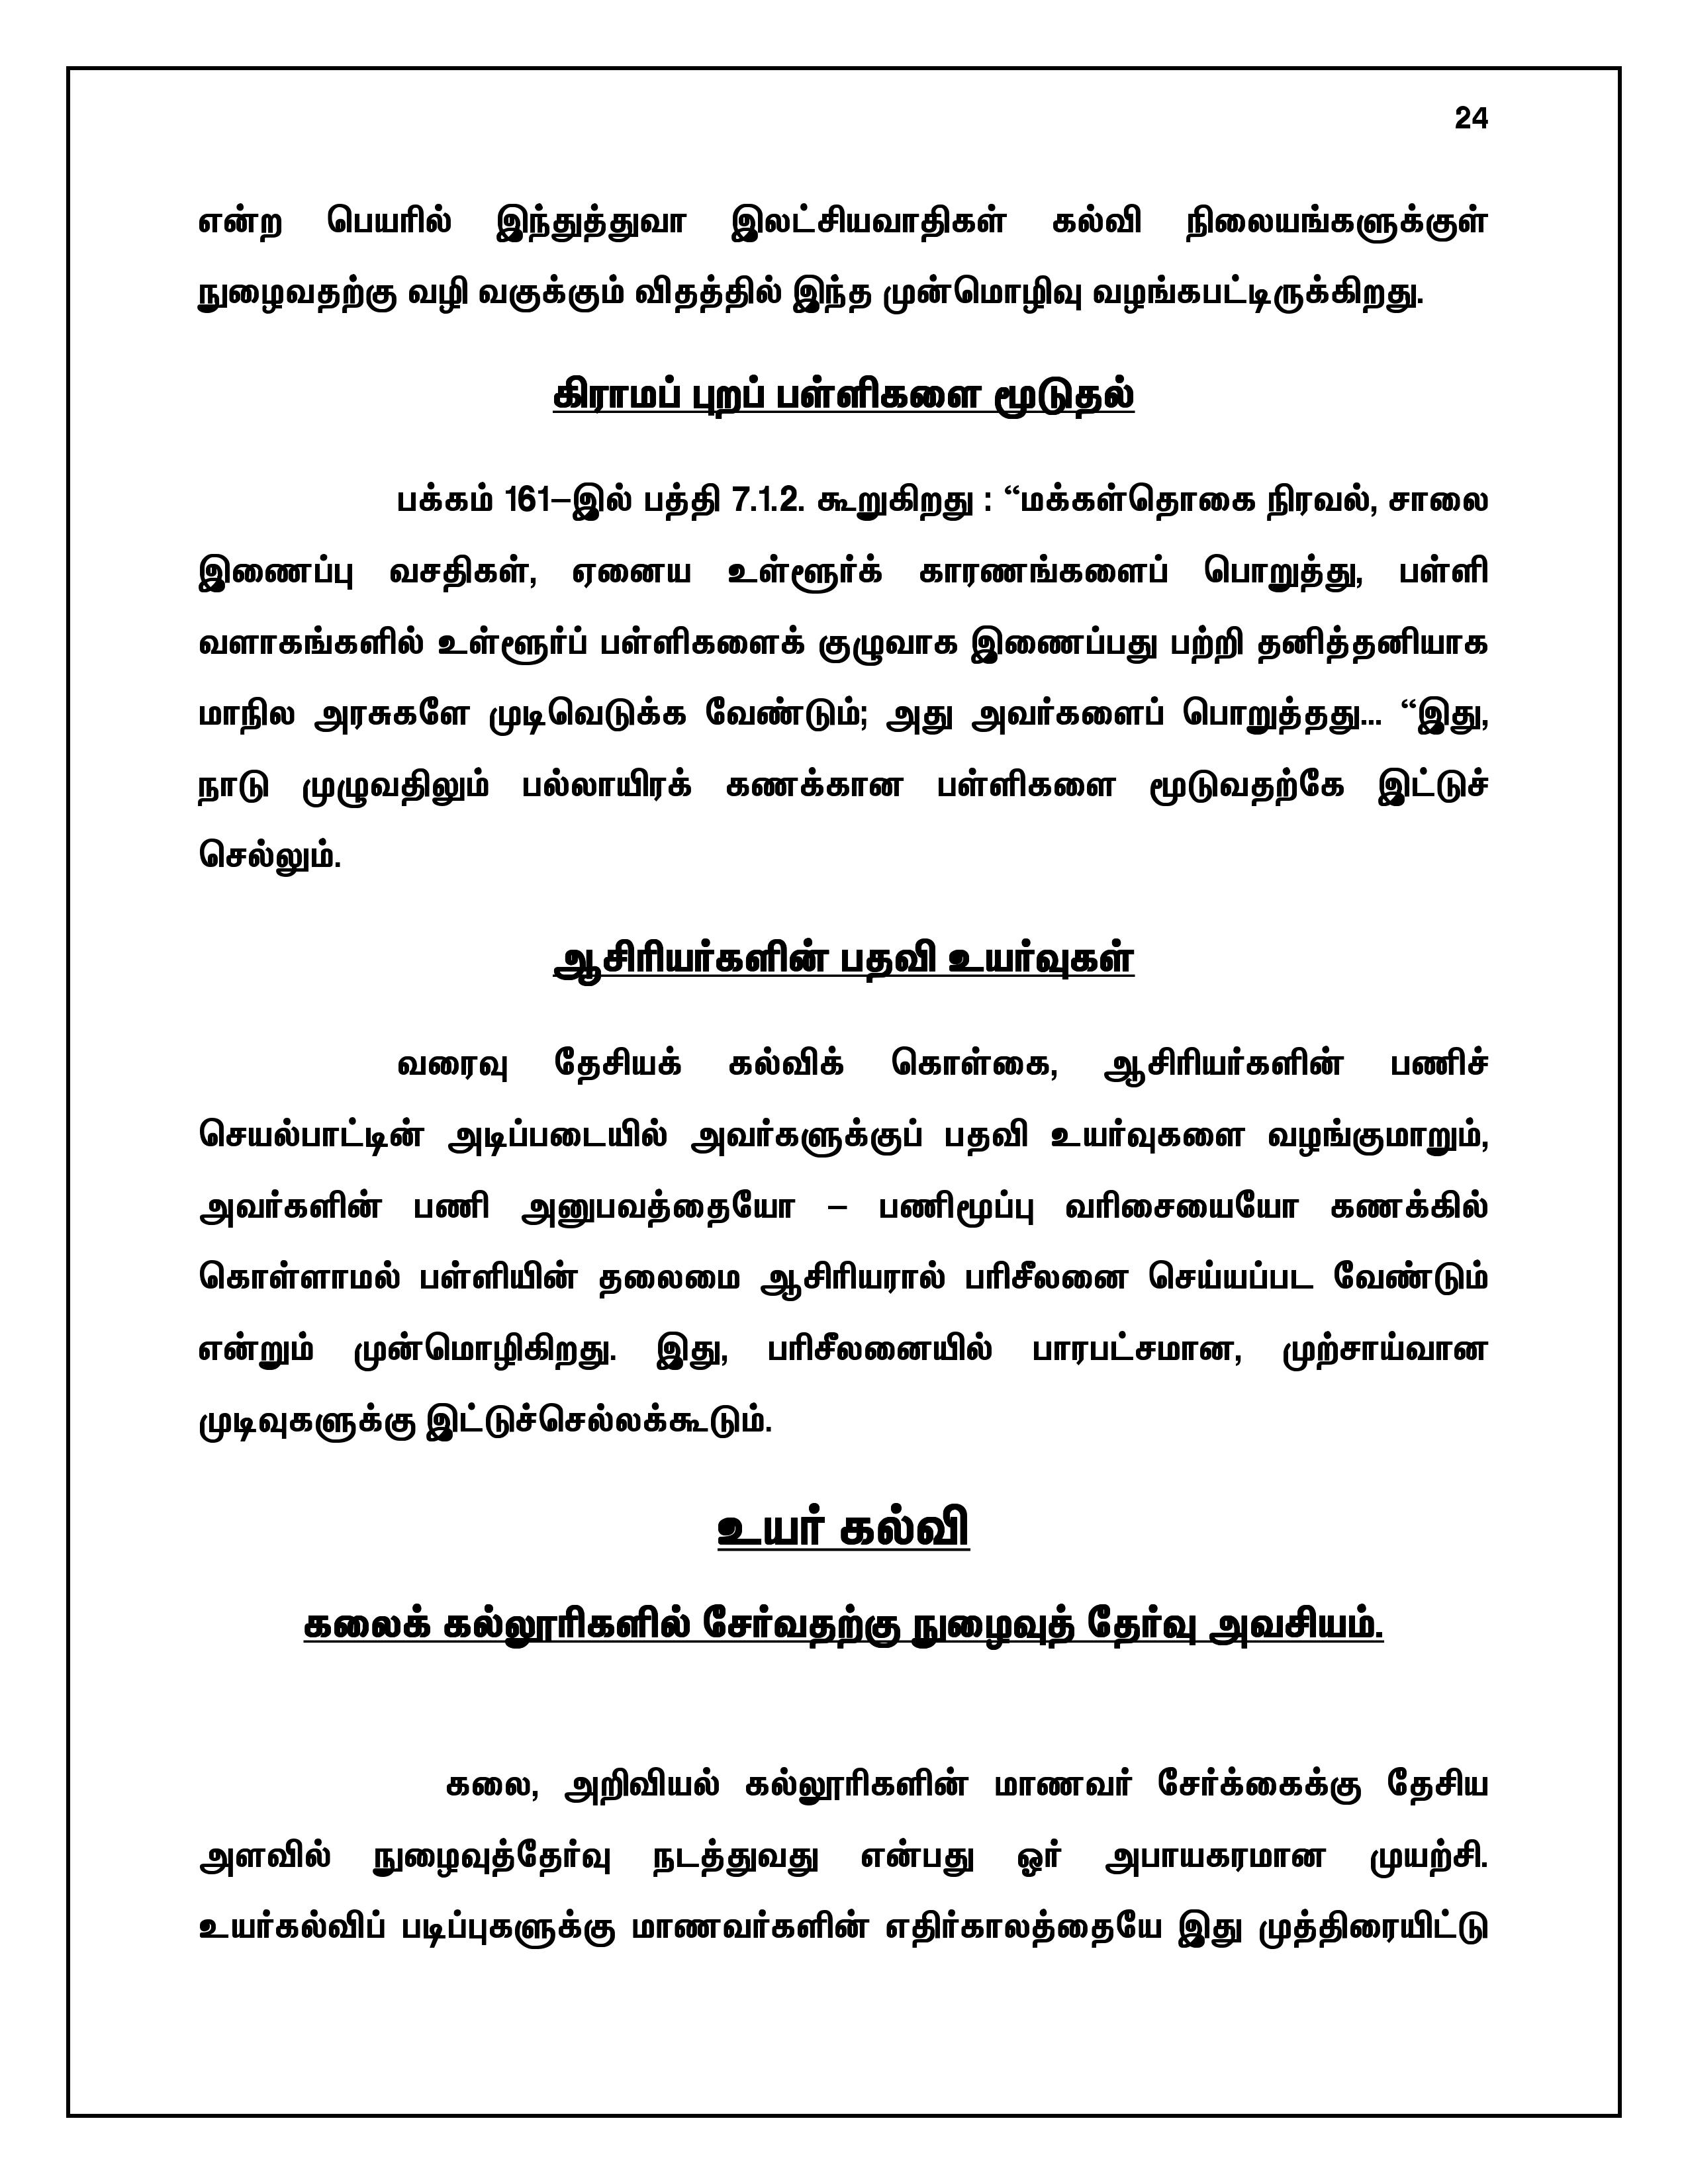 24
என்ற பெயரில் இந்துத்துவா இலட்சியவாதிகள் கல்வி நிலையங்களுக்குள்
நுழைவதற்கு வழி வகுக்கும் விதத்தில் இந்த முன்மொழிவு வழங்கபட்டிருக்கிறது.
கிராமப் புறப் பள்ளிகளை மூடுதல்
பக்கம் 161–இல் பத்தி 7.1.2. கூறுகிறது : “மக்கள்தொகை நிரவல், சாலை
இணைப்பு வசதிகள், ஏனைய உள்ளூர்க் காரணங்களைப் பொறுத்து, பள்ளி
வளாகங்களில் உள்ளூர்ப் பள்ளிகளைக் குழுவாக இணைப்பது பற்றி தனித்தனியாக
மாநில அரசுகளே முடிவெடுக்க வேண்டும்; அது அவர்களைப் பொறுத்தது... “இது,
நாடு முழுவதிலும் பல்லாயிரக் கணக்கான பள்ளிகளை மூடுவதற்கே இட்டுச்
செல்லும்.
ஆசிரியர்களின் பதவி உயர்வுகள்
வரைவு தேசியக் கல்விக் கொள்கை, ஆசிரியர்களின் பணிச்
செயல்பாட்டின் அடிப்படையில் அவர்களுக்குப் பதவி உயர்வுகளை வழங்குமாறும்,
அவர்களின் பணி அனுபவத்தையோ – பணிமூப்பு வரிசையையோ கணக்கில்
கொள்ளாமல் பள்ளியின் தலைமை ஆசிரியரால் பரிசீலனை செய்யப்பட வேண்டும்
என்றும் முன்மொழிகிறது. இது, பரிசீலனையில் பாரபட்சமான, முற்சாய்வான
முடிவுகளுக்கு இட்டுச்செல்லக்கூடும்.
உயர் கல்வி
கலைக் கல்லூரிகளில் சேர்வதற்கு நுழைவுத் தேர்வு அவசியம்.
கலை, அறிவியல் கல்லூரிகளின் மாணவர் சேர்க்கைக்கு தேசிய
அளவில் நுழைவுத்தேர்வு நடத்துவது என்பது ஓர் அபாயகரமான முயற்சி.
உயர்கல்விப் படிப்புகளுக்கு மாணவர்களின் எதிர்காலத்தையே இது முத்திரையிட்டு